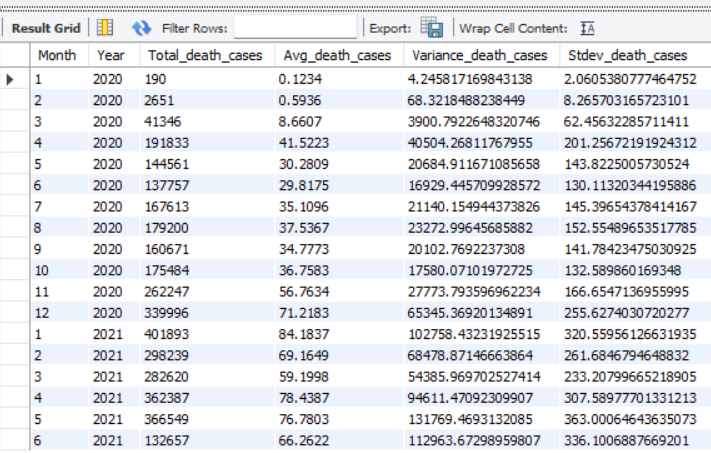 Result Grid Filter Rows: Export: Wrap Cell Content:
Month Year Total_death_cases Avg_death_cases Variance_death_cases Stdev_death_cases
1 2020 190 0.1234 4.245817169843138 2.0605380777464752
2 2020 2651 0.5936 68.3218488238449 8.265703165723101
3 2020 41346 8.6607 3900.7922648320746 62.45632285711411
4 2020 191833 41.5223 40504.26811767955 201.25672191924312
5 2020 144561 30.2809 20684.911671085658 143.8225005730524
6 2020 137757 29.8175 16929.445709928572 130.11320344195886
7 2020 167613 35.1096 21140.154944373826 145.39654378414167
8 2020 179200 37.5367 23272.99645685882 152.55489653517785
9 2020 160671 34.7773 20102.7692237308 141.78423475030925
10 2020 175484 36.7583 17580.07101972725 132.589860169348
11 2020 262247 56.7634 27773.793596962234 166.6547136955995
12 2020 339996 71.2183 65345.36920134891 255.6274030720277
1 2021 401893 84.1837 102758.43231925515 320.55956126631935
2 2021 298239 69.1649 68478.87146663864 261.6846794648832
3 2021 282620 59.1998 54385.969702527414 233.20799665218905
4 2021 362387 78.4387 94611.47092309907 307.58977701331213
5 2021 366549 76.7803 131769.4693132085 363.00064643635073
6 2021 132657 66.2622 112963.67298959807 336.1006887669201